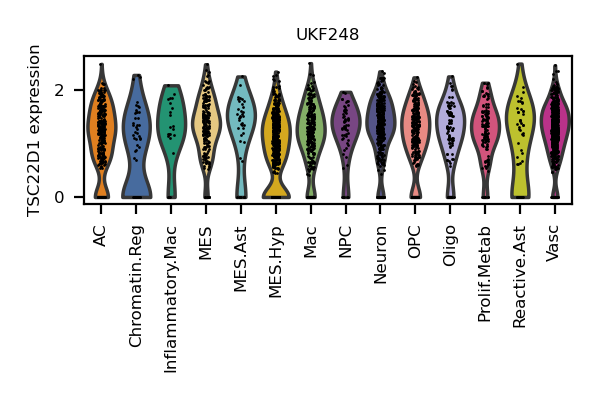 UKF248
TSC22D1 expression
2
0
AC
Chromatin.Reg
Inflammatory.Mac
MES
MES.Ast
MES.Hyp
Mac
NPC
Neuron
OPC
Oligo
Prolif.Metab
Reactive.Ast
Vasc